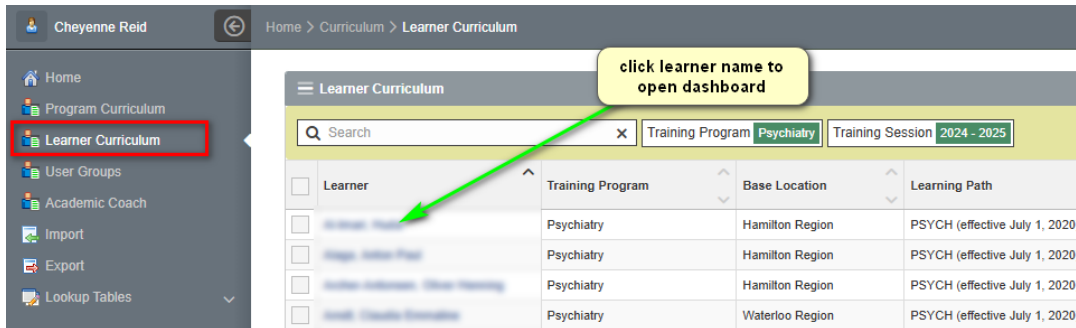 Cheyenne Reid
Home > Curriculum > Learner Curriculum
click learner name to
open dashboard
Home
Program Curriculum
Learner Curriculum
User Groups
Academic Coach
Import
Export
Lookup Tables
Learner Curriculum
Search
Training Program Psychiatry
Training Session 2024 - 2025
Learner Training Program Base Location Learning Path
Psychiatry Hamilton Region PSYCH (effective July 1, 2020
Psychiatry Hamilton Region PSYCH (effective July 1, 2020
Psychiatry Hamilton Region PSYCH (effective July 1, 2020
Psychiatry Waterloo Region PSYCH (effective July 1, 2020